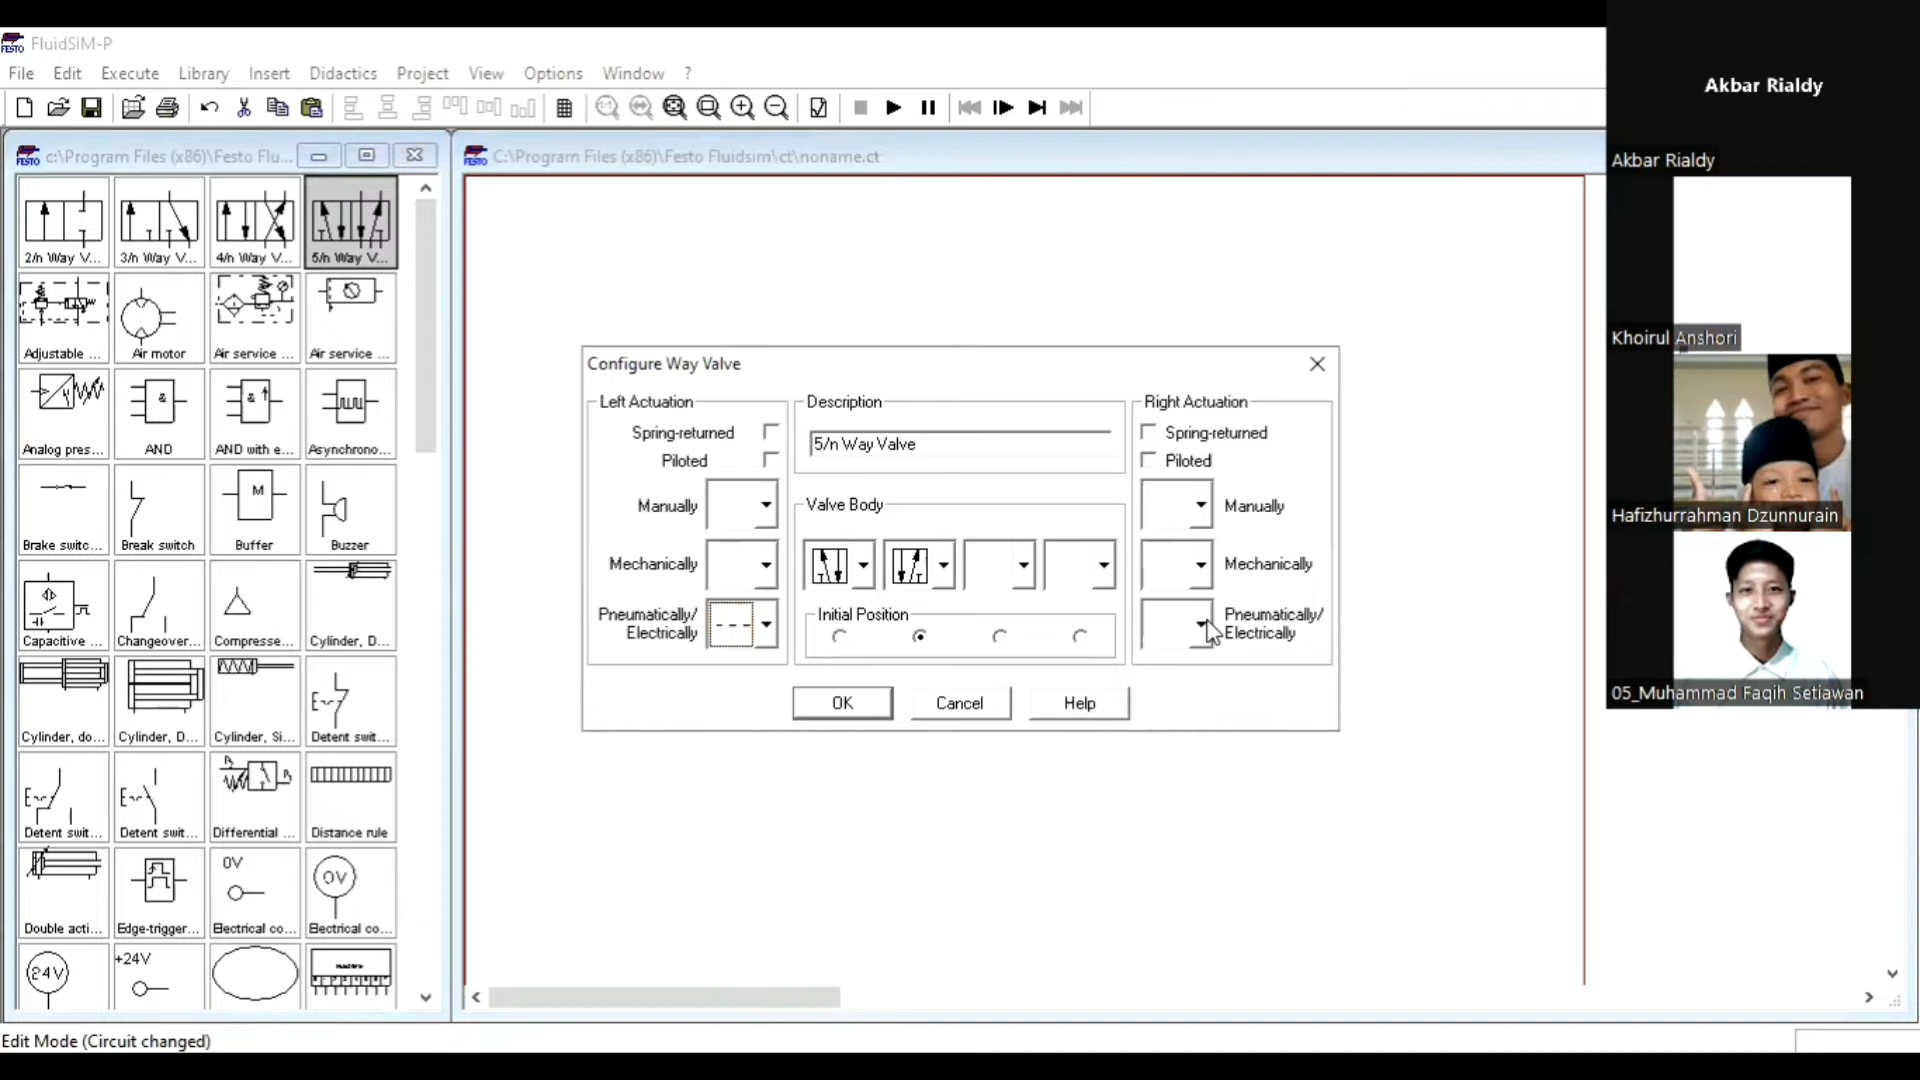 FluidSIM-P
File Edit Execute Library Insert Didactics Project View Options Window ?
c:\Program Files (x86)\Festo Flu...
C:\Program Files (x86)\Festo Fluidsim\ct\noname.ct
2/n Way V... 3/n Way V... 4/n Way V... 5/n Way V...
Adjustable ... Air motor Air service ... Air service ...
Analog pres... AND AND with e... Asynchrono...
Brake switc... Break switch Buffer Buzzer
Capacitive ... Changeover... Compresse... Cylinder, D...
Cylinder, do... Cylinder, D... Cylinder, Si... Detent swit...
Detent swit... Detent swit... Differential ... Distance rule
Double acti... Edge-trigger... Electrical co... Electrical co...
24V +24V
&
&
M
0V
0V
Configure Way Valve
Left Actuation
Spring-returned
Piloted
Manually
Mechanically
Pneumatically/
Electrically
Description
5/n Way Valve
Valve Body
Initial Position
Right Actuation
Spring-returned
Piloted
Manually
Mechanically
Pneumatically/
Electrically
OK Cancel Help
Akbar Rialdy
Akbar Rialdy
Khoirul Anshori
Hafizhurrahman Dzunnurain
05_Muhammad Faqih Setiawan
Edit Mode (Circuit changed)